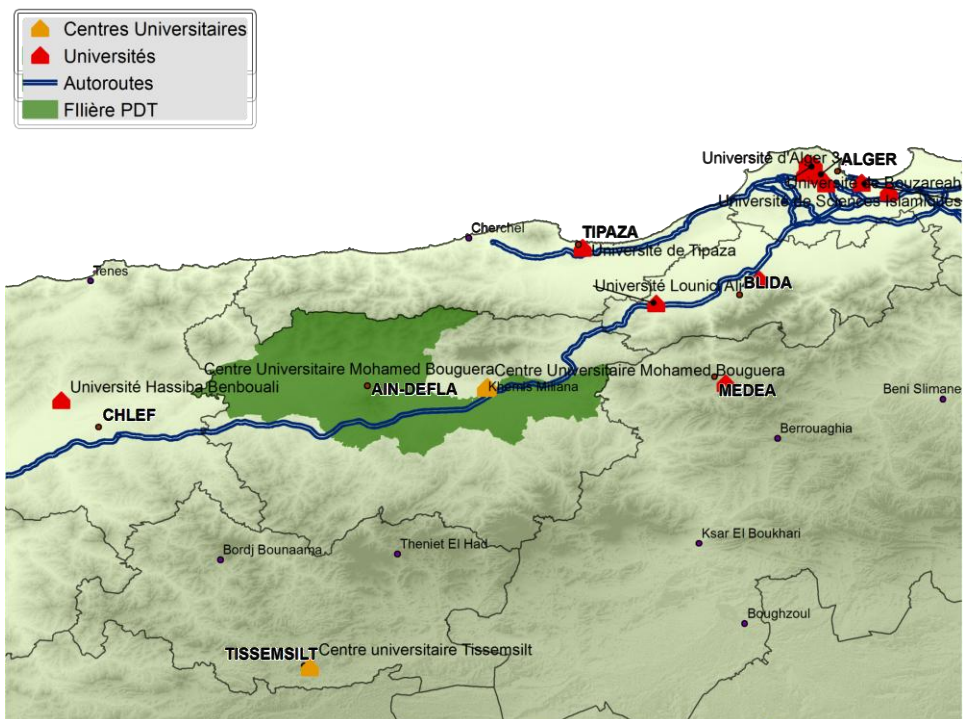 Centres Universitaires
Universités
Autoroutes
FIlière PDT
Université d'Alger 3
ALGER
Université de Bouzareah
Université de Sciences Islamiques
Cherchel
TIPAZA
Université de Tipaza
Tenes
Université Lounici Ali
BLIDA
Centre Universitaire Mohamed Bouguera
Centre Universitaire Mohamed Bouguera
Université Hassiba Benbouali
AIN-DEFLA
Khemis Miliana
MEDEA
Beni Slimane
CHLEF
Berrouaghia
Ksar El Boukhari
Bordj Bounaama
Theniet El Had
Boughzoul
TISSEMSILT
Centre universitaire Tissemsilt